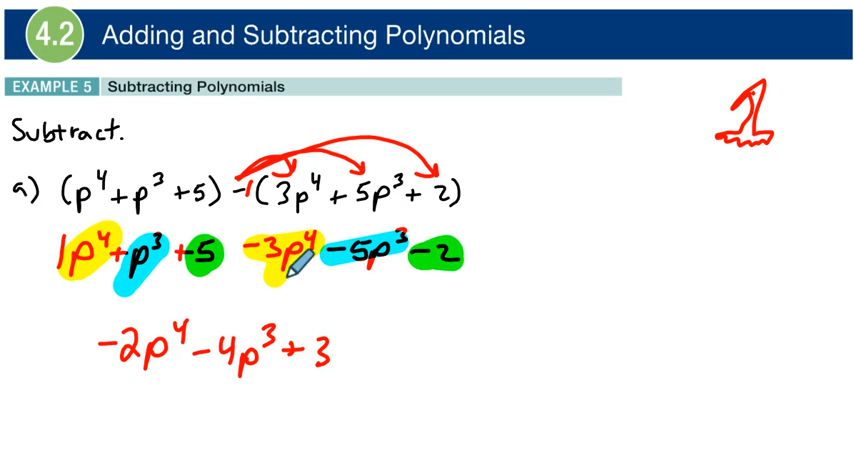 4.2 Adding and Subtracting Polynomials
EXAMPLE 5 Subtracting Polynomials
Subtract.
a) (p⁴ + p³ + 5) -1(3p⁴ + 5p³ + 2)
1p⁴ + p³ + 5 -3p⁴ - 5p³ - 2
-2p⁴ - 4p³ + 3
1